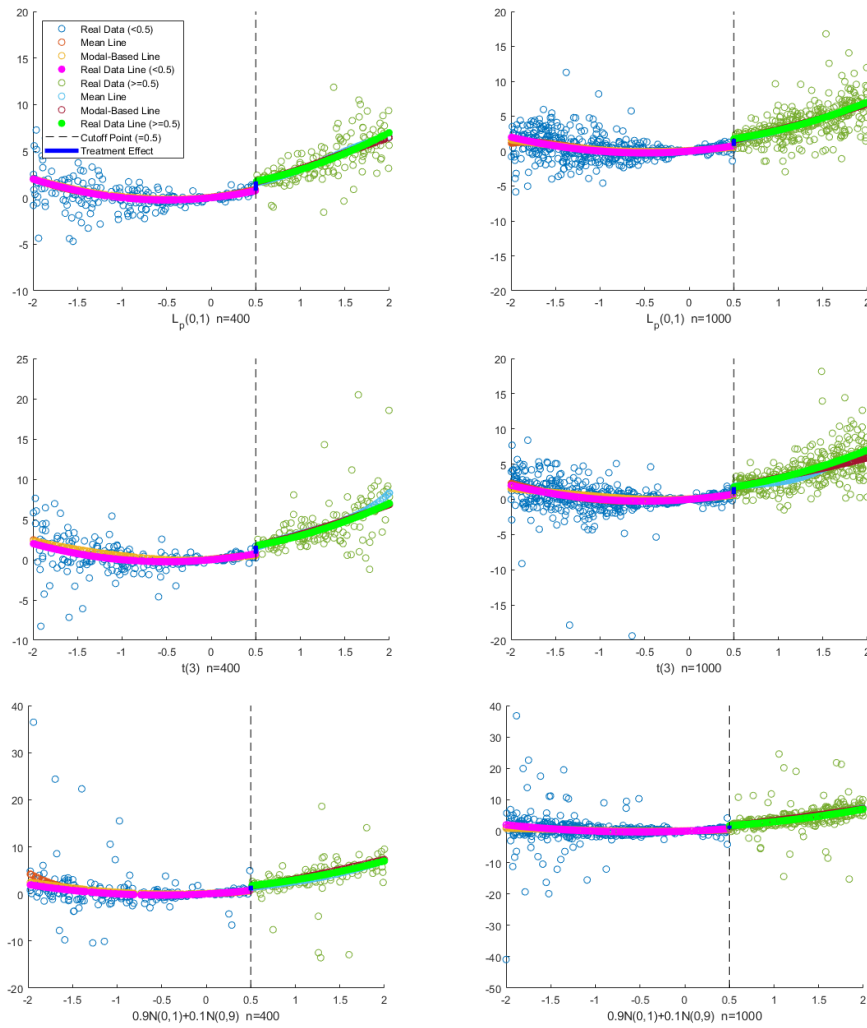 20
15
10
5
0
-5
-10
Real Data (<0.5)
Mean Line
Modal-Based Line
Real Data Line (<0.5)
Real Data (>=0.5)
Mean Line
Modal-Based Line
Real Data Line (>=0.5)
Cutoff Point (=0.5)
Treatment Effect
-2 -1.5 -1 -0.5 0 0.5 1 1.5 2
L_p(0,1) n=400
20
15
10
5
0
-5
-10
-15
-20
-2 -1.5 -1 -0.5 0 0.5 1 1.5 2
L_p(0,1) n=1000
25
20
15
10
5
0
-5
-10
-2 -1.5 -1 -0.5 0 0.5 1 1.5 2
t(3) n=400
20
15
10
5
0
-5
-10
-15
-20
-2 -1.5 -1 -0.5 0 0.5 1 1.5 2
t(3) n=1000
40
30
20
10
0
-10
-20
-2 -1.5 -1 -0.5 0 0.5 1 1.5 2
0.9N(0,1)+0.1N(0,9) n=400
40
30
20
10
0
-10
-20
-30
-40
-50
-2 -1.5 -1 -0.5 0 0.5 1 1.5 2
0.9N(0,1)+0.1N(0,9) n=1000